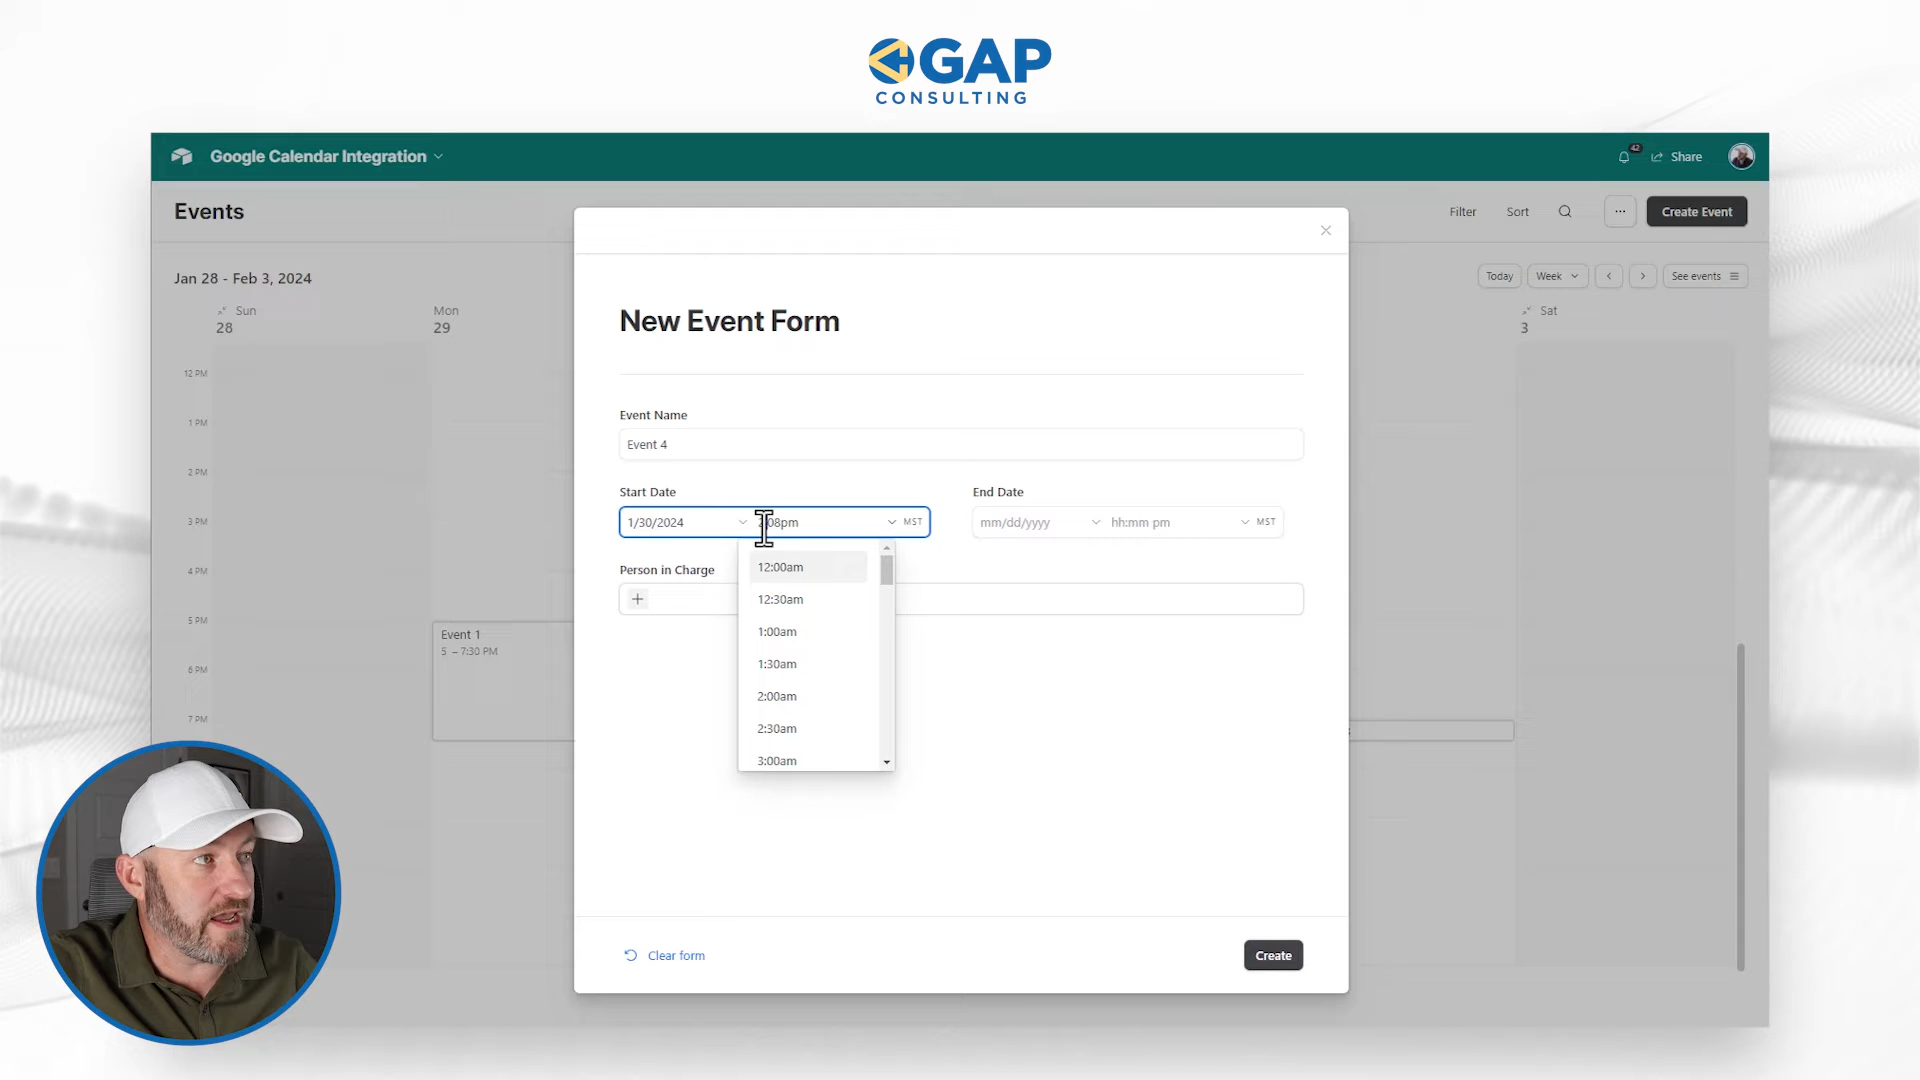 GAP
CONSULTING
Google Calendar Integration
42
Share
Events
Filter
Sort
...
Create Event
Jan 28 - Feb 3, 2024
Today
Week
See events
Sun
28
Mon
29
Sat
3
12 PM
1 PM
2 PM
3 PM
4 PM
5 PM
6 PM
7 PM
Event 1
5 – 7:30 PM
New Event Form
Event Name
Event 4
Start Date
End Date
1/30/2024
08pm
MST
mm/dd/yyyy
hh:mm pm
MST
Person in Charge
12:00am
12:30am
1:00am
1:30am
2:00am
2:30am
3:00am
Clear form
Create